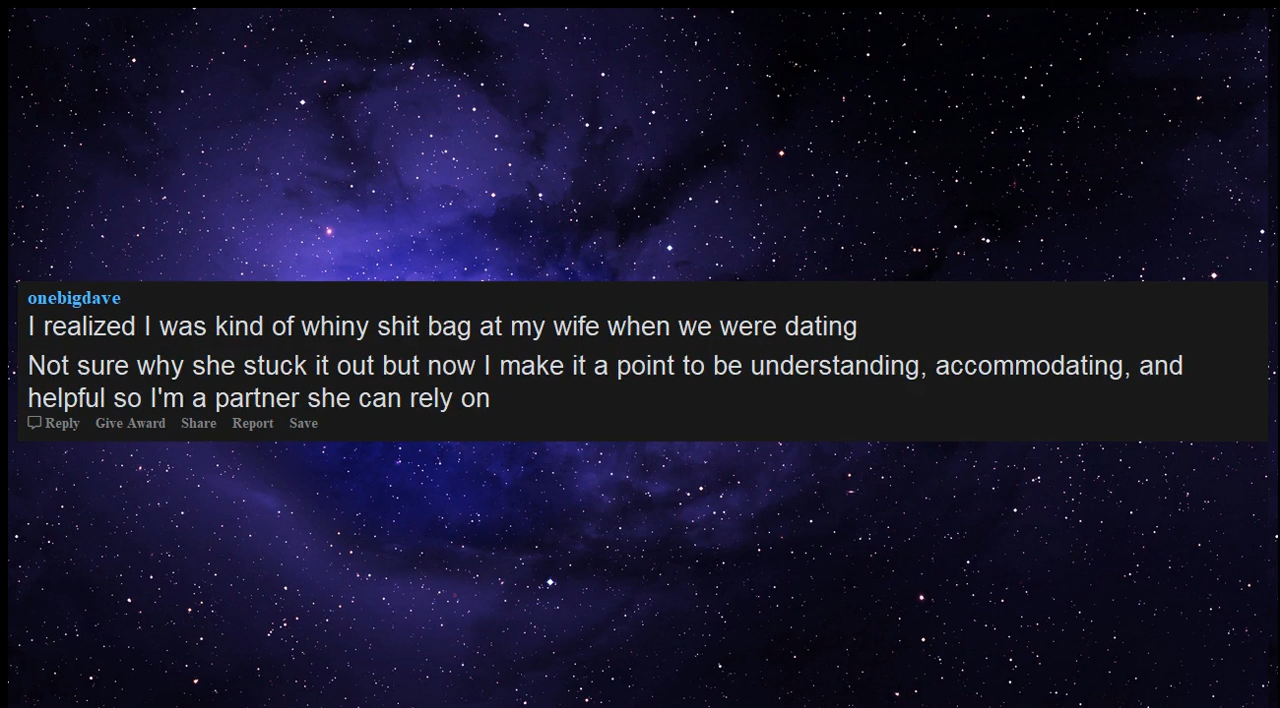 onebigdave
I realized I was kind of whiny shit bag at my wife when we were dating
Not sure why she stuck it out but now I make it a point to be understanding, accommodating, and
helpful so I'm a partner she can rely on
Reply Give Award Share Report Save